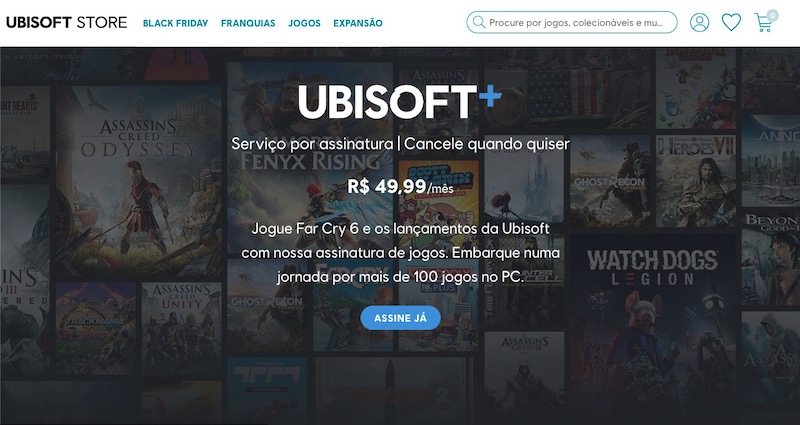 UBISOFT STORE
BLACK FRIDAY
FRANQUIAS
JOGOS
EXPANSÃO
Procure por jogos, colecionáveis e mu...
0
UBISOFT+
Serviço por assinatura | Cancele quando quiser
R$ 49,99/mês
Jogue Far Cry 6 e os lançamentos da Ubisoft
com nossa assinatura de jogos. Embarque numa
jornada por mais de 100 jogos no PC.
ASSINE JÁ
ASSASSIN'S
CREED
ODYSSEY
FENYX RISING
GHOST RECON
HEROES VII
ANNO
BEYOND
WATCH DOGS
LEGION
TRACKMANIA
ASSASSIN'S
CREED
UNITY
GHOST RECON